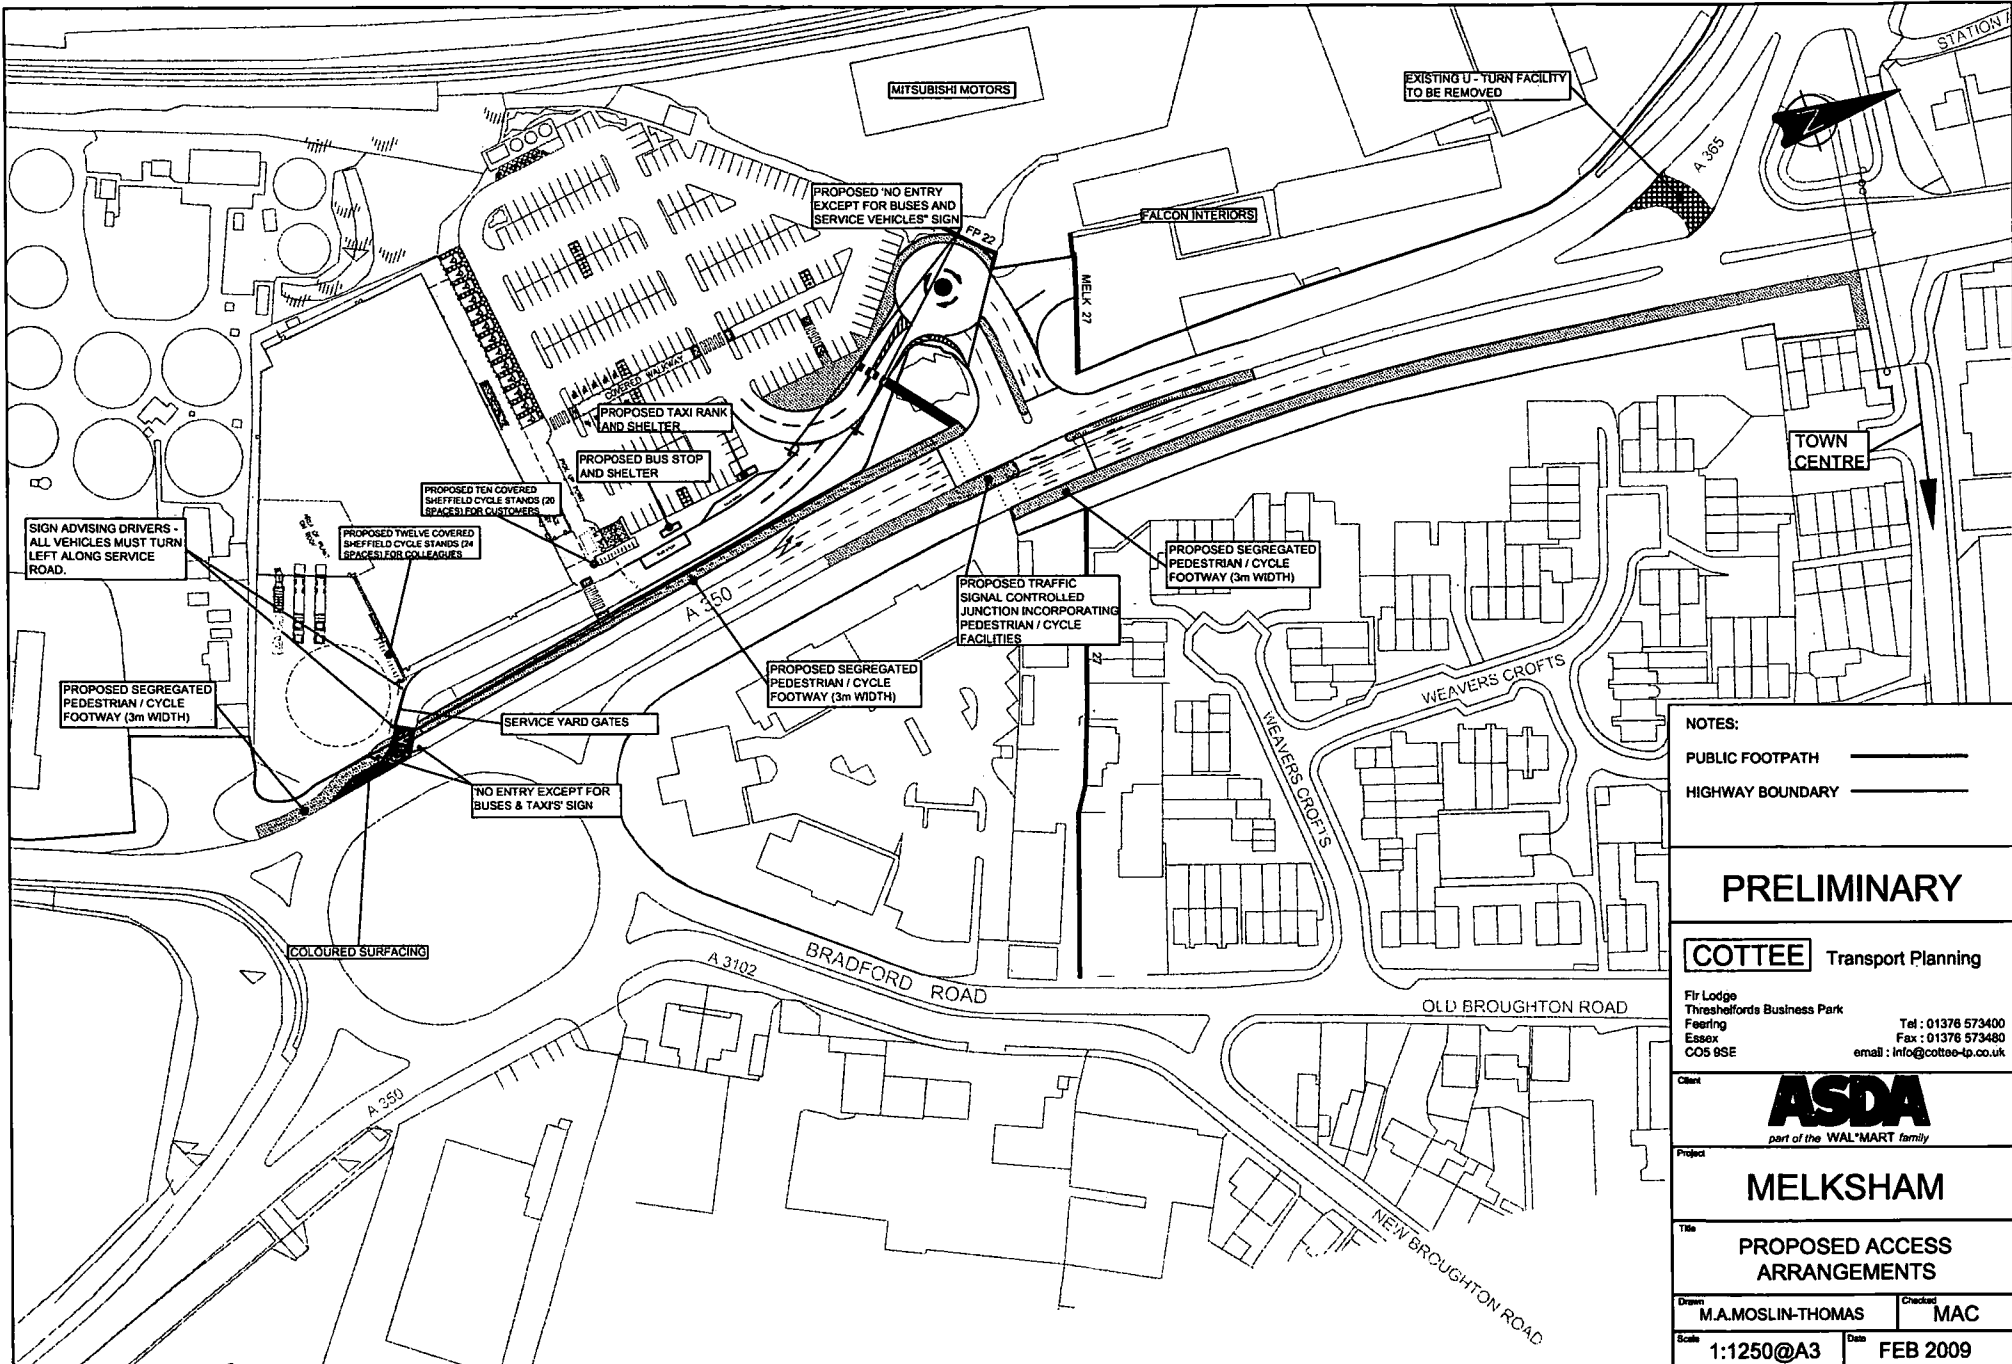 STATION
MITSUBISHI MOTORS
EXISTING U - TURN FACILITY
TO BE REMOVED
A 365
PROPOSED 'NO ENTRY
EXCEPT FOR BUSES AND
SERVICE VEHICLES" SIGN
FP 22
FALCON INTERIORS
MELK 27
COVERED WALKWAY
PROPOSED TAXI RANK
AND SHELTER
PROPOSED BUS STOP
AND SHELTER
TOWN
CENTRE
PROPOSED TEN COVERED
SHEFFIELD CYCLE STANDS (20
SPACES) FOR CUSTOMERS
SIGN ADVISING DRIVERS -
ALL VEHICLES MUST TURN
LEFT ALONG SERVICE
ROAD.
PROPOSED TWELVE COVERED
SHEFFIELD CYCLE STANDS (24
SPACES) FOR COLLEAGUES
PROPOSED SEGREGATED
PEDESTRIAN / CYCLE
FOOTWAY (3m WIDTH)
A 350
PROPOSED TRAFFIC
SIGNAL CONTROLLED
JUNCTION INCORPORATING
PEDESTRIAN / CYCLE
FACILITIES
27
PROPOSED SEGREGATED
PEDESTRIAN / CYCLE
FOOTWAY (3m WIDTH)
PROPOSED SEGREGATED
PEDESTRIAN / CYCLE
FOOTWAY (3m WIDTH)
SERVICE YARD GATES
WEAVERS CROFTS
WEAVERS CROFTS
'NO ENTRY EXCEPT FOR
BUSES & TAXI'S' SIGN
COLOURED SURFACING
BRADFORD ROAD
A 3102
OLD BROUGHTON ROAD
A 350
NEW BROUGHTON ROAD
NOTES:
PUBLIC FOOTPATH
HIGHWAY BOUNDARY
PRELIMINARY
COTTEE Transport Planning
Fir Lodge
Threshelfords Business Park
Feering
Essex
CO5 9SE
Tel : 01376 573400
Fax : 01376 573480
email : info@cottee-tp.co.uk
Client
ASDA
part of the WAL*MART family
Project
MELKSHAM
Title
PROPOSED ACCESS
ARRANGEMENTS
Drawn M.A.MOSLIN-THOMAS
Checked MAC
Scale 1:1250@A3
Date FEB 2009